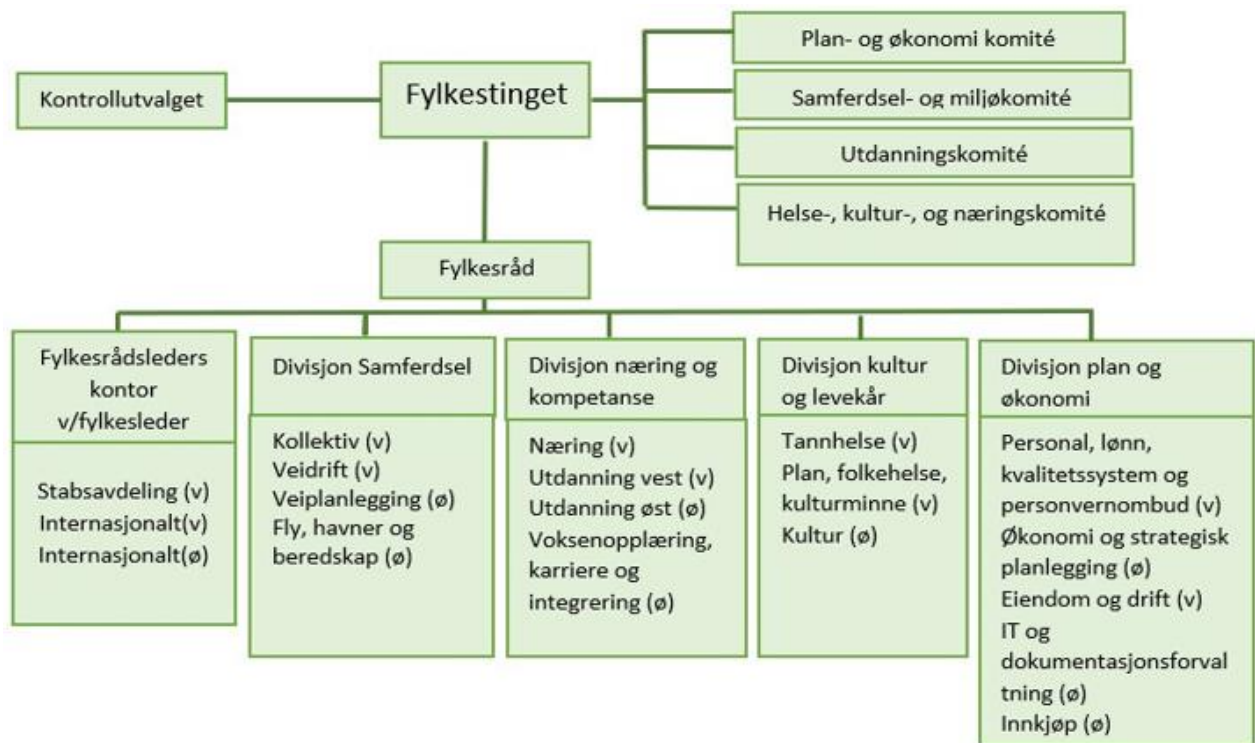 Plan- og økonomi komité
Kontrollutvalget
Fylkestinget
Samferdsel- og miljøkomité
Utdanningskomité
Helse-, kultur-, og næringskomité
Fylkesråd
Fylkesrådsleders
kontor
v/fylkesleder
Stabsavdeling (v)
Internasjonalt(v)
Internasjonalt(ø)
Divisjon Samferdsel
Kollektiv (v)
Veidrift (v)
Veiplanlegging (ø)
Fly, havner og
beredskap (ø)
Divisjon næring og
kompetanse
Næring (v)
Utdanning vest (v)
Utdanning øst (ø)
Voksenopplæring,
karriere og
integrering (ø)
Divisjon kultur
og levekår
Tannhelse (v)
Plan, folkehelse,
kulturminne (v)
Kultur (ø)
Divisjon plan og
økonomi
Personal, lønn,
kvalitetssystem og
personvernombud (v)
Økonomi og strategisk
planlegging (ø)
Eiendom og drift (v)
IT og
dokumentasjonsforval
tning (ø)
Innkjøp (ø)